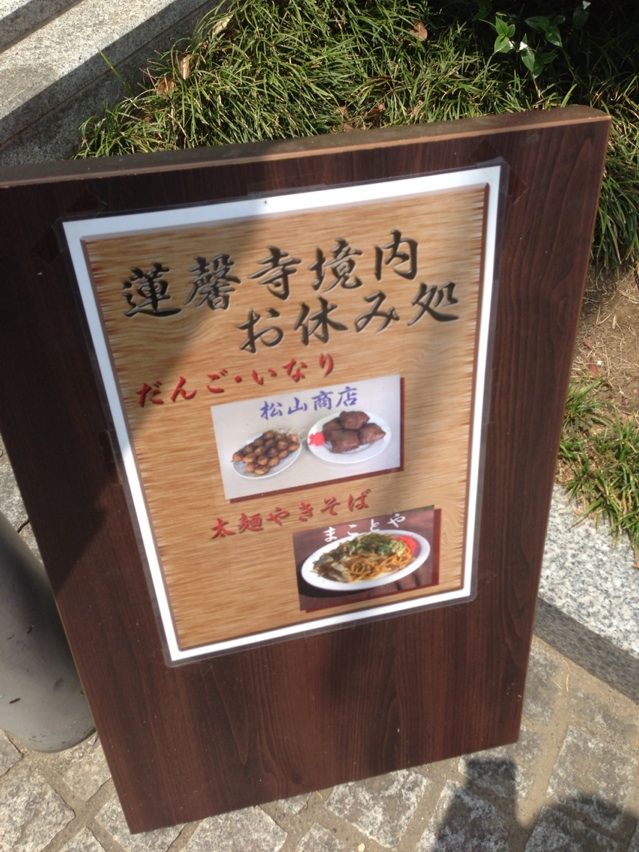 蓮馨寺境内
お休み処
だんご・いなり
松山商店
太麺やきそば
まことや